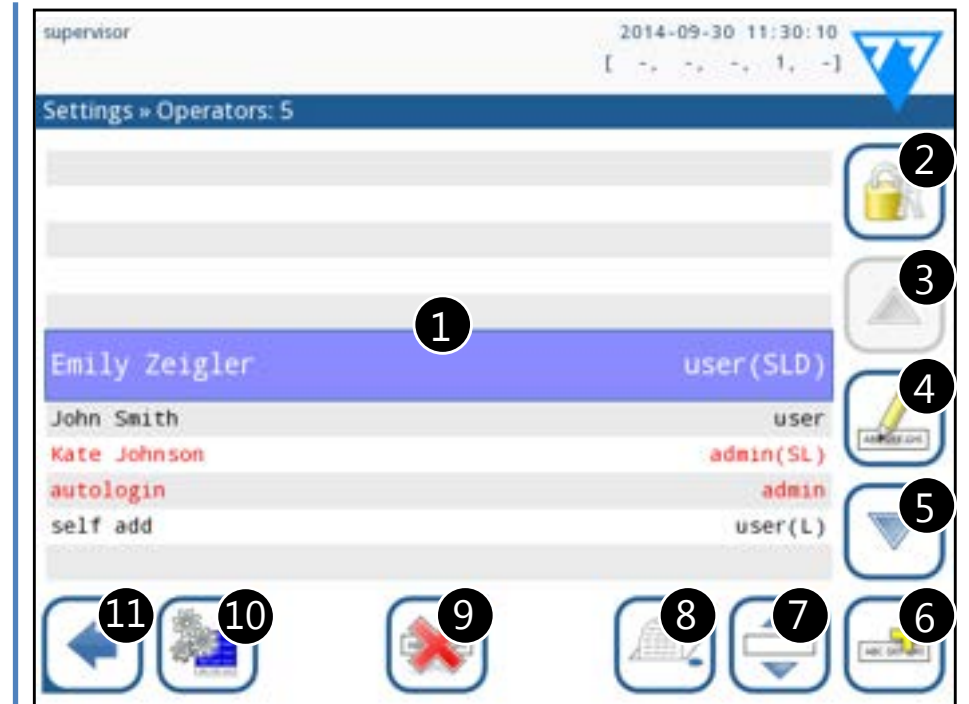 supervisor
2014-09-30 11:30:10
[ -, -, -, 1, -]
Settings » Operators: 5
2
3
1
Emily Zeigler user(SLD)
4
John Smith user
Kate Johnson admin(SL)
autologin admin
5
self add user(L)
11
10
9
8
7
6